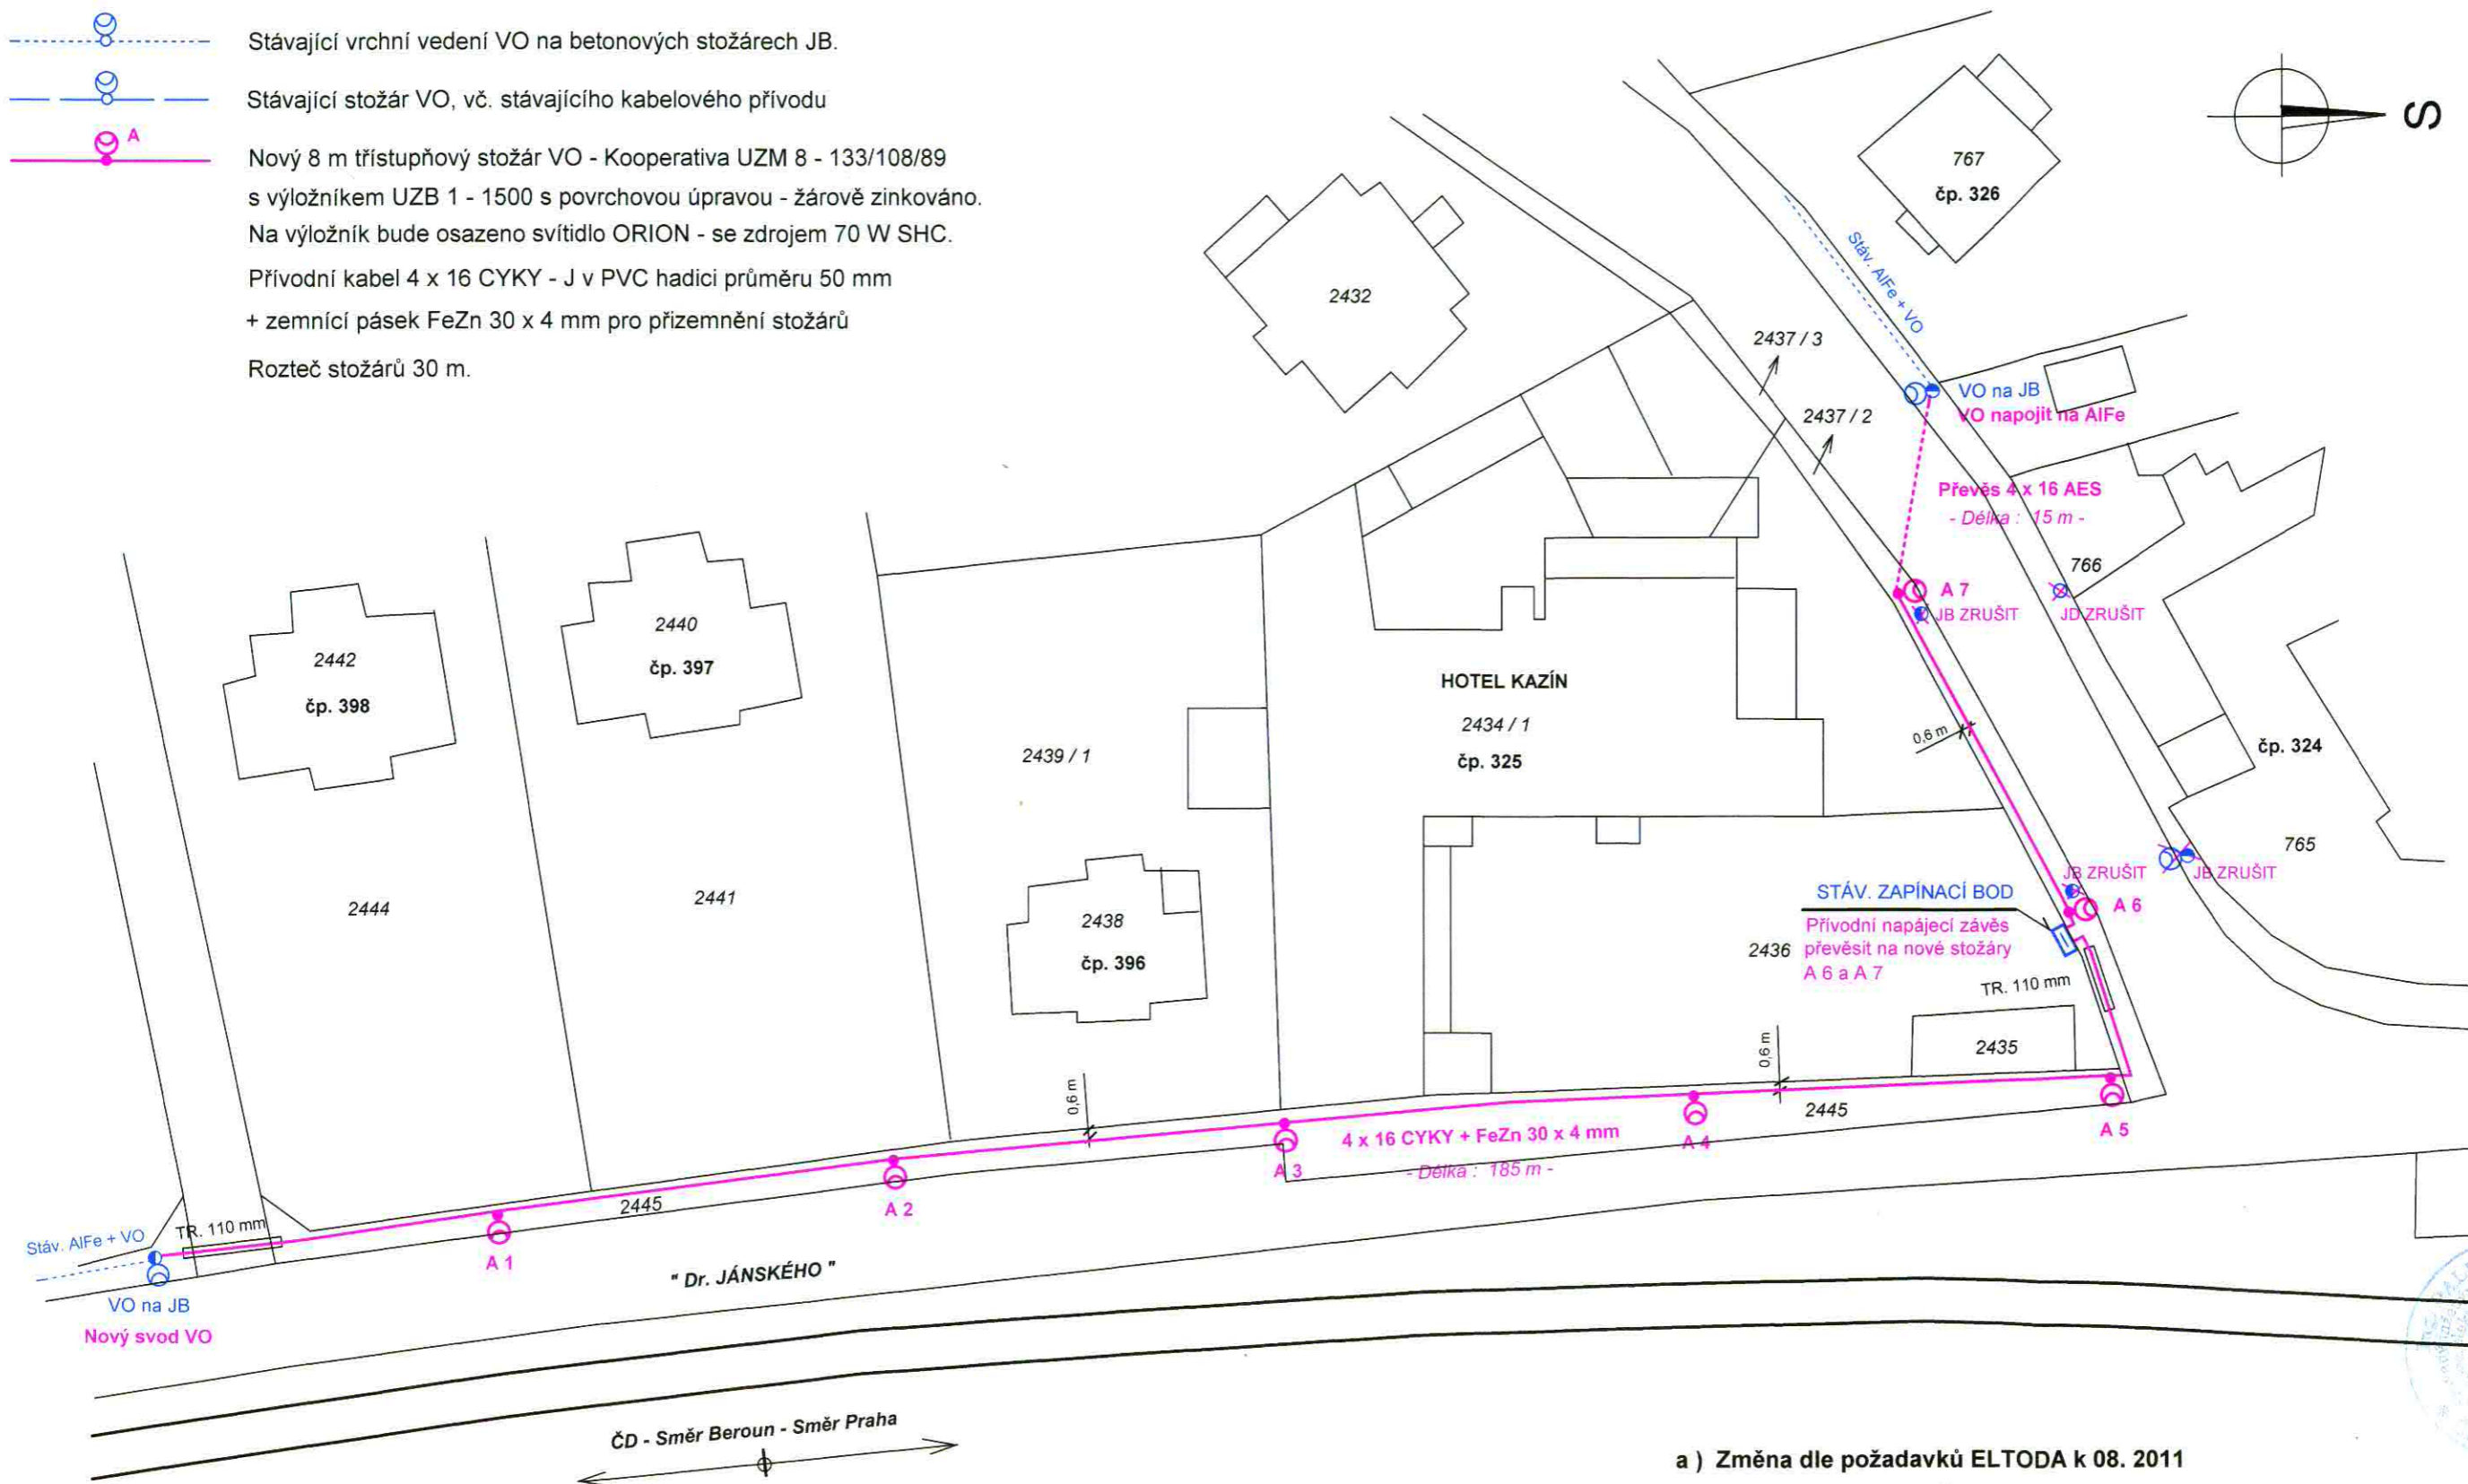 Stávající vrchní vedení VO na betonových stožárech JB.
Stávající stožár VO, vč. stávajícího kabelového přívodu
A
Nový 8 m třístupňový stožár VO - Kooperativa UZM 8 - 133/108/89
s výložníkem UZB 1 - 1500 s povrchovou úpravou - žárově zinkováno.
Na výložník bude osazeno svítidlo ORION - se zdrojem 70 W SHC.
Přívodní kabel 4 x 16 CYKY - J v PVC hadici průměru 50 mm
+ zemnící pásek FeZn 30 x 4 mm pro přizemnění stožárů
Rozteč stožárů 30 m.
S
767
čp. 326
Stáv. AlFe + VO
2432
2437 / 3
2437 / 2
VO na JB
VO napojit na AlFe
Převěs 4 x 16 AES
- Délka : 15 m -
766
A 7
JB ZRUŠIT
JD ZRUŠIT
2442
čp. 398
2440
čp. 397
HOTEL KAZÍN
2434 / 1
čp. 325
2439 / 1
0,6 m
čp. 324
765
2444
2441
2438
čp. 396
JB ZRUŠIT
JB ZRUŠIT
STÁV. ZAPÍNACÍ BOD
A 6
Přívodní napájecí závěs
převěsit na nové stožáry
A 6 a A 7
2436
TR. 110 mm
2435
0,6 m
0,6 m
2445
4 x 16 CYKY + FeZn 30 x 4 mm
- Délka : 185 m -
A 3
A 4
A 5
2445
A 2
A 1
Stáv. AlFe + VO
TR. 110 mm
VO na JB
Nový svod VO
" Dr. JÁNSKÉHO "
ČD - Směr Beroun - Směr Praha
a ) Změna dle požadavků ELTODA k 08. 2011